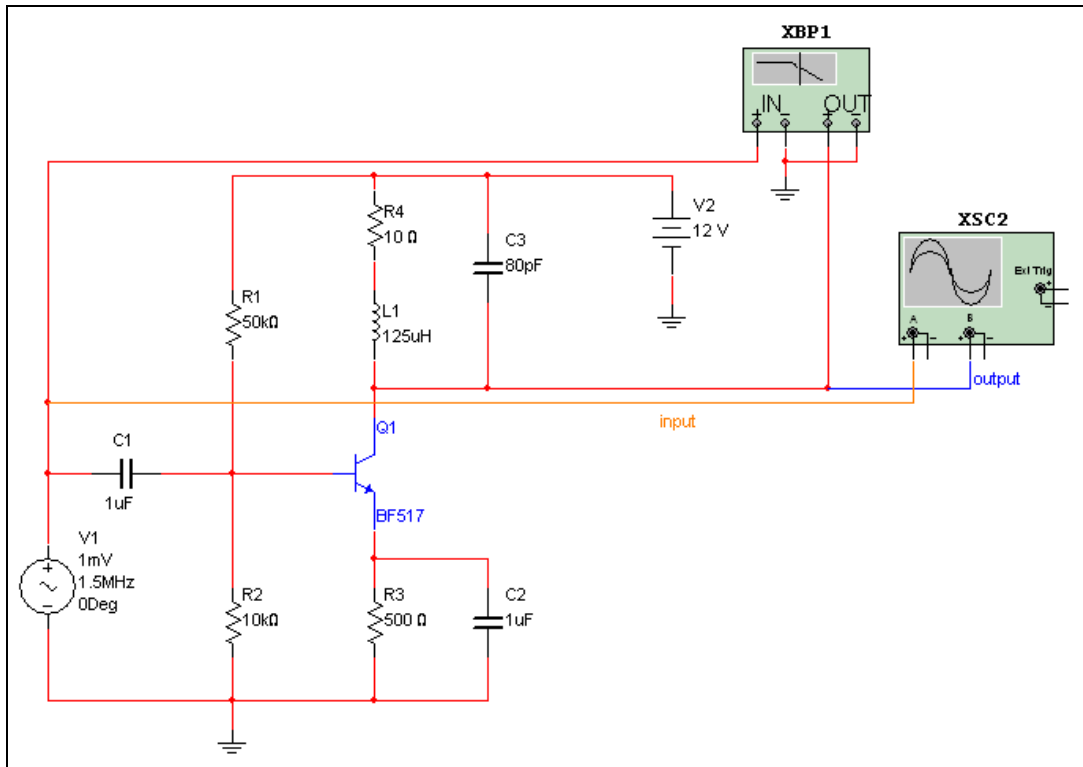 XBP1
IN
OUT
+
-
+
-
R4
10 Ω
C3
80pF
V2
12 V
XSC2
Ext Trig
+
-
A
B
+
-
+
-
R1
50kΩ
L1
125uH
output
input
Q1
C1
1uF
BF517
V1
1mV
1.5MHz
0Deg
+
-
R2
10kΩ
R3
500 Ω
C2
1uF